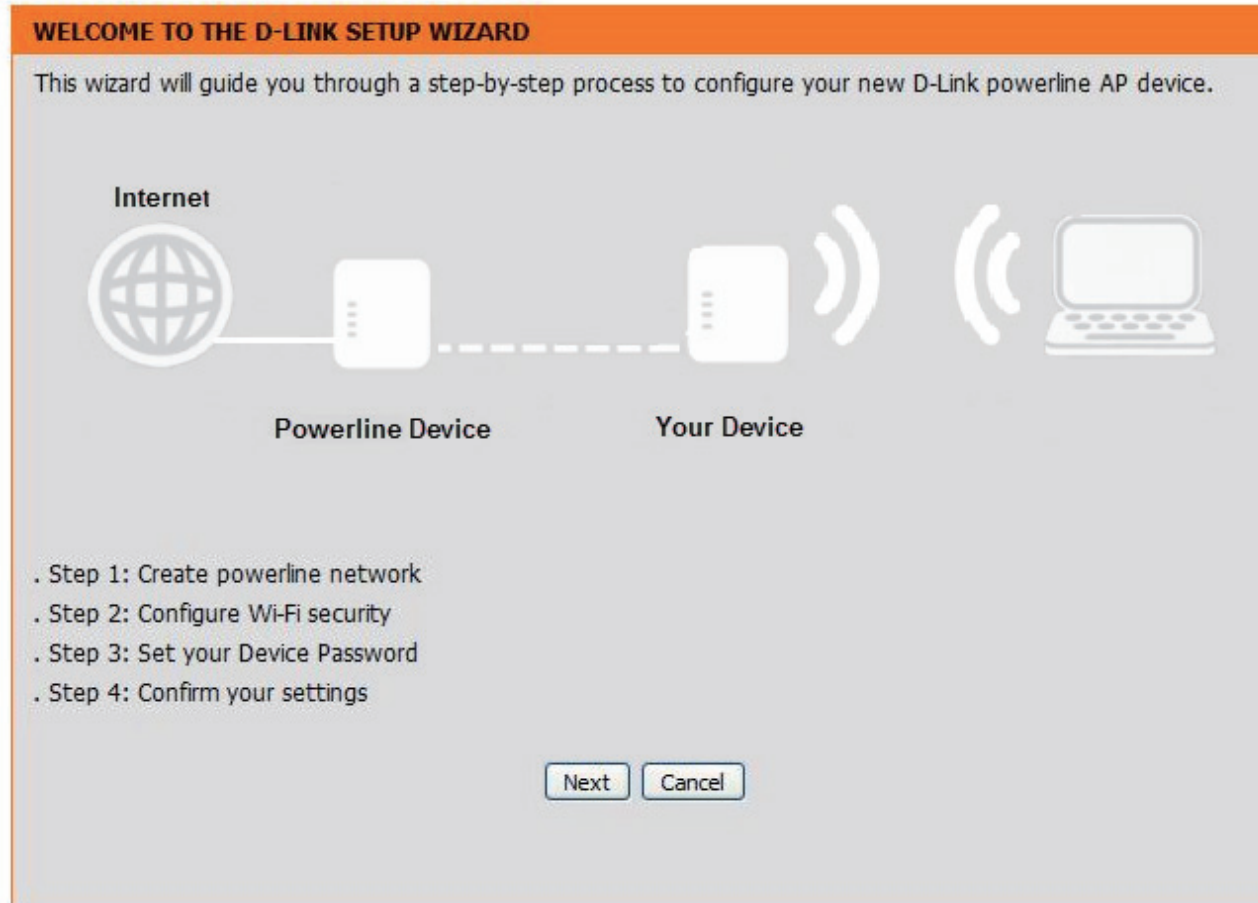 WELCOME TO THE D-LINK SETUP WIZARD
This wizard will guide you through a step-by-step process to configure your new D-Link powerline AP device.
Internet
Powerline Device
Your Device
. Step 1: Create powerline network
. Step 2: Configure Wi-Fi security
. Step 3: Set your Device Password
. Step 4: Confirm your settings
Next Cancel